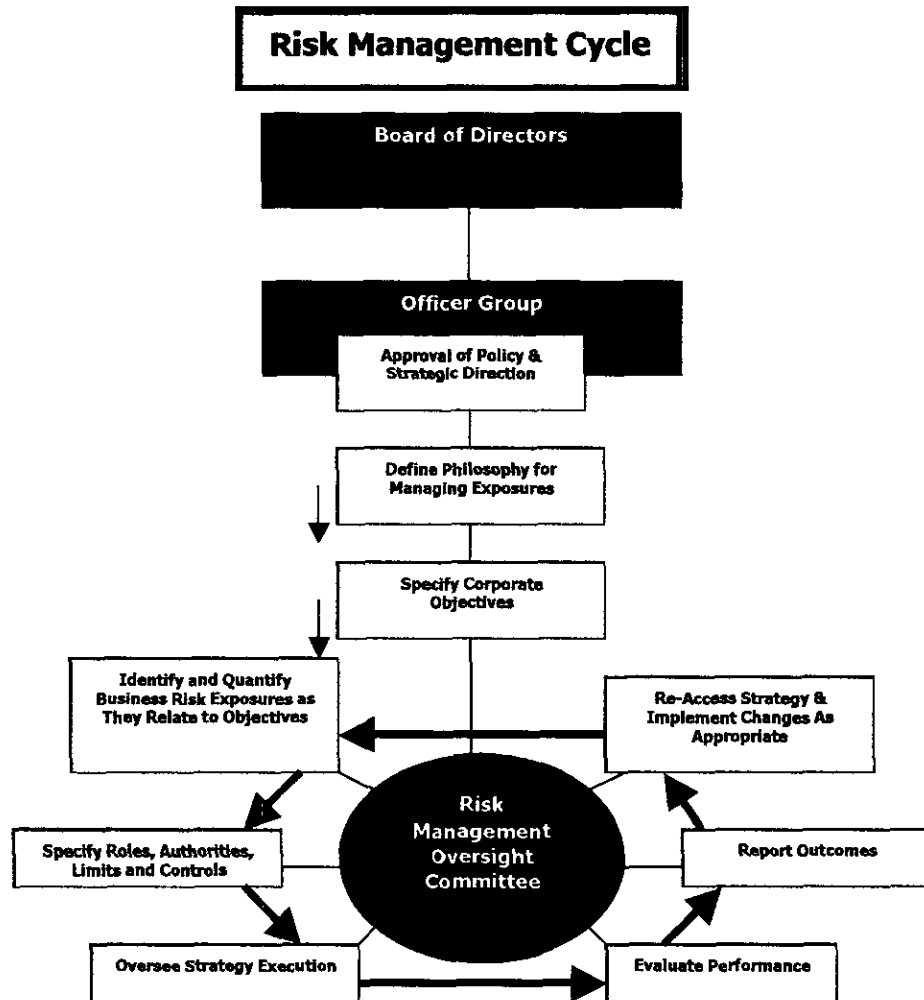 Risk Management Cycle
Board of Directors
Officer Group
Approval of Policy &
Strategic Direction
Define Philosophy for
Managing Exposures
Specify Corporate
Objectives
Identify and Quantify
Business Risk Exposures as
They Relate to Objectives
Re-Access Strategy &
Implement Changes As
Appropriate
Risk
Management
Oversight
Committee
Specify Roles, Authorities,
Limits and Controls
Report Outcomes
Oversee Strategy Execution
Evaluate Performance